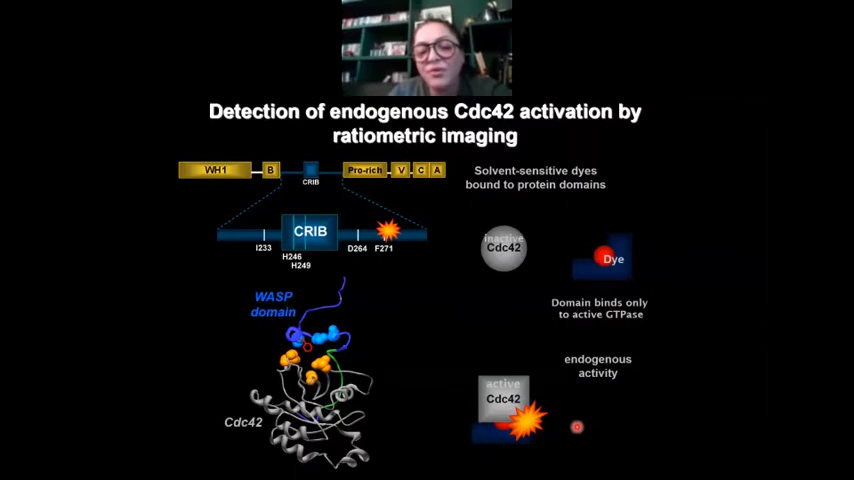 Detection of endogenous Cdc42 activation by
ratiometric imaging
WH1 B CRIB Pro-rich V C A
Solvent-sensitive dyes
bound to protein domains
CRIB
I233 H246 H249 D264 F271
inactive
Cdc42
Dye
Domain binds only
to active GTPase
WASP
domain
endogenous
activity
active
Cdc42
Cdc42